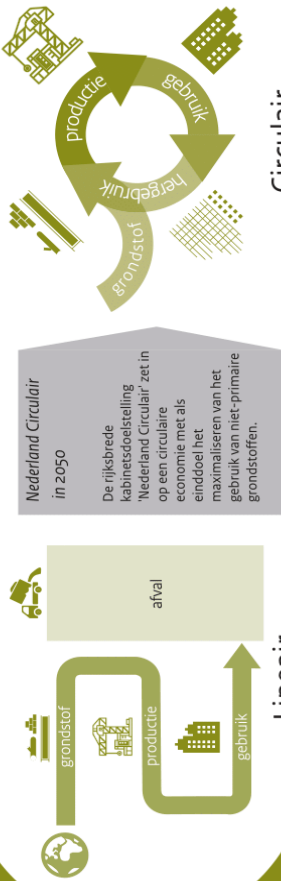 grondstof
productie
gebruik
afval
Nederland Circulair
in 2050
De rijksbrede
kabinetsdoelstelling
'Nederland Circulair' zet in
op een circulaire
economie met als
einddoel het
maximaliseren van het
gebruik van niet-primaire
grondstoffen.
grondstof
productie
gebruik
hergebruik
Lineair
Circulair